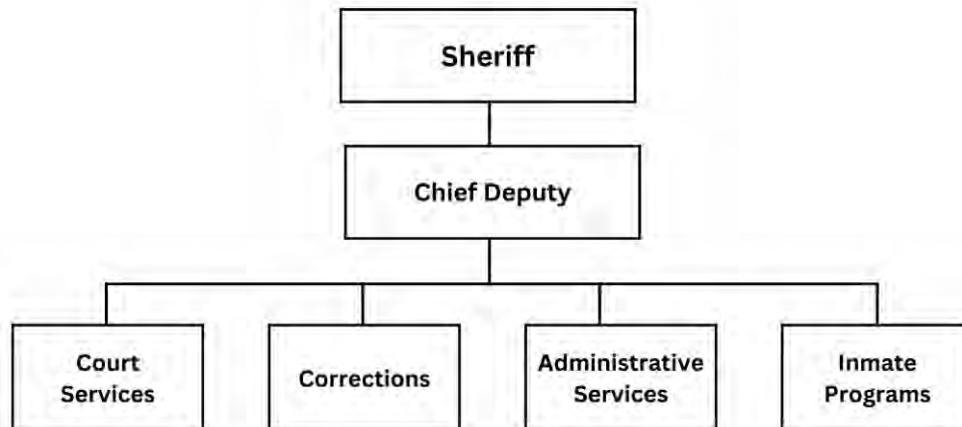 Sheriff
Chief Deputy
Court
Services
Corrections
Administrative
Services
Inmate
Programs